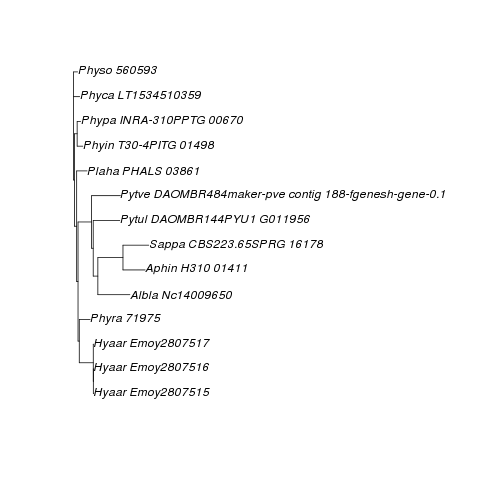 Physo 560593
Phyca LT1534510359
Phypa INRA-310PPTG 00670
Phyin T30-4PITG 01498
Plaha PHALS 03861
Pytve DAOMBR484maker-pve contig 188-fgenesh-gene-0.1
Pytul DAOMBR144PYU1 G011956
Sappa CBS223.65SPRG 16178
Aphin H310 01411
Albla Nc14009650
Phyra 71975
Hyaar Emoy2807517
Hyaar Emoy2807516
Hyaar Emoy2807515